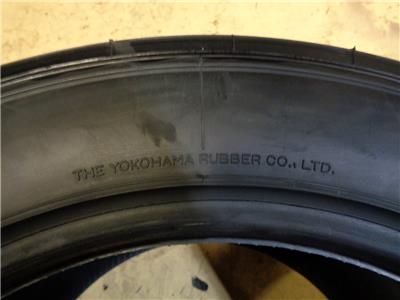 THE YOKOHAMA RUBBER CO., LTD.